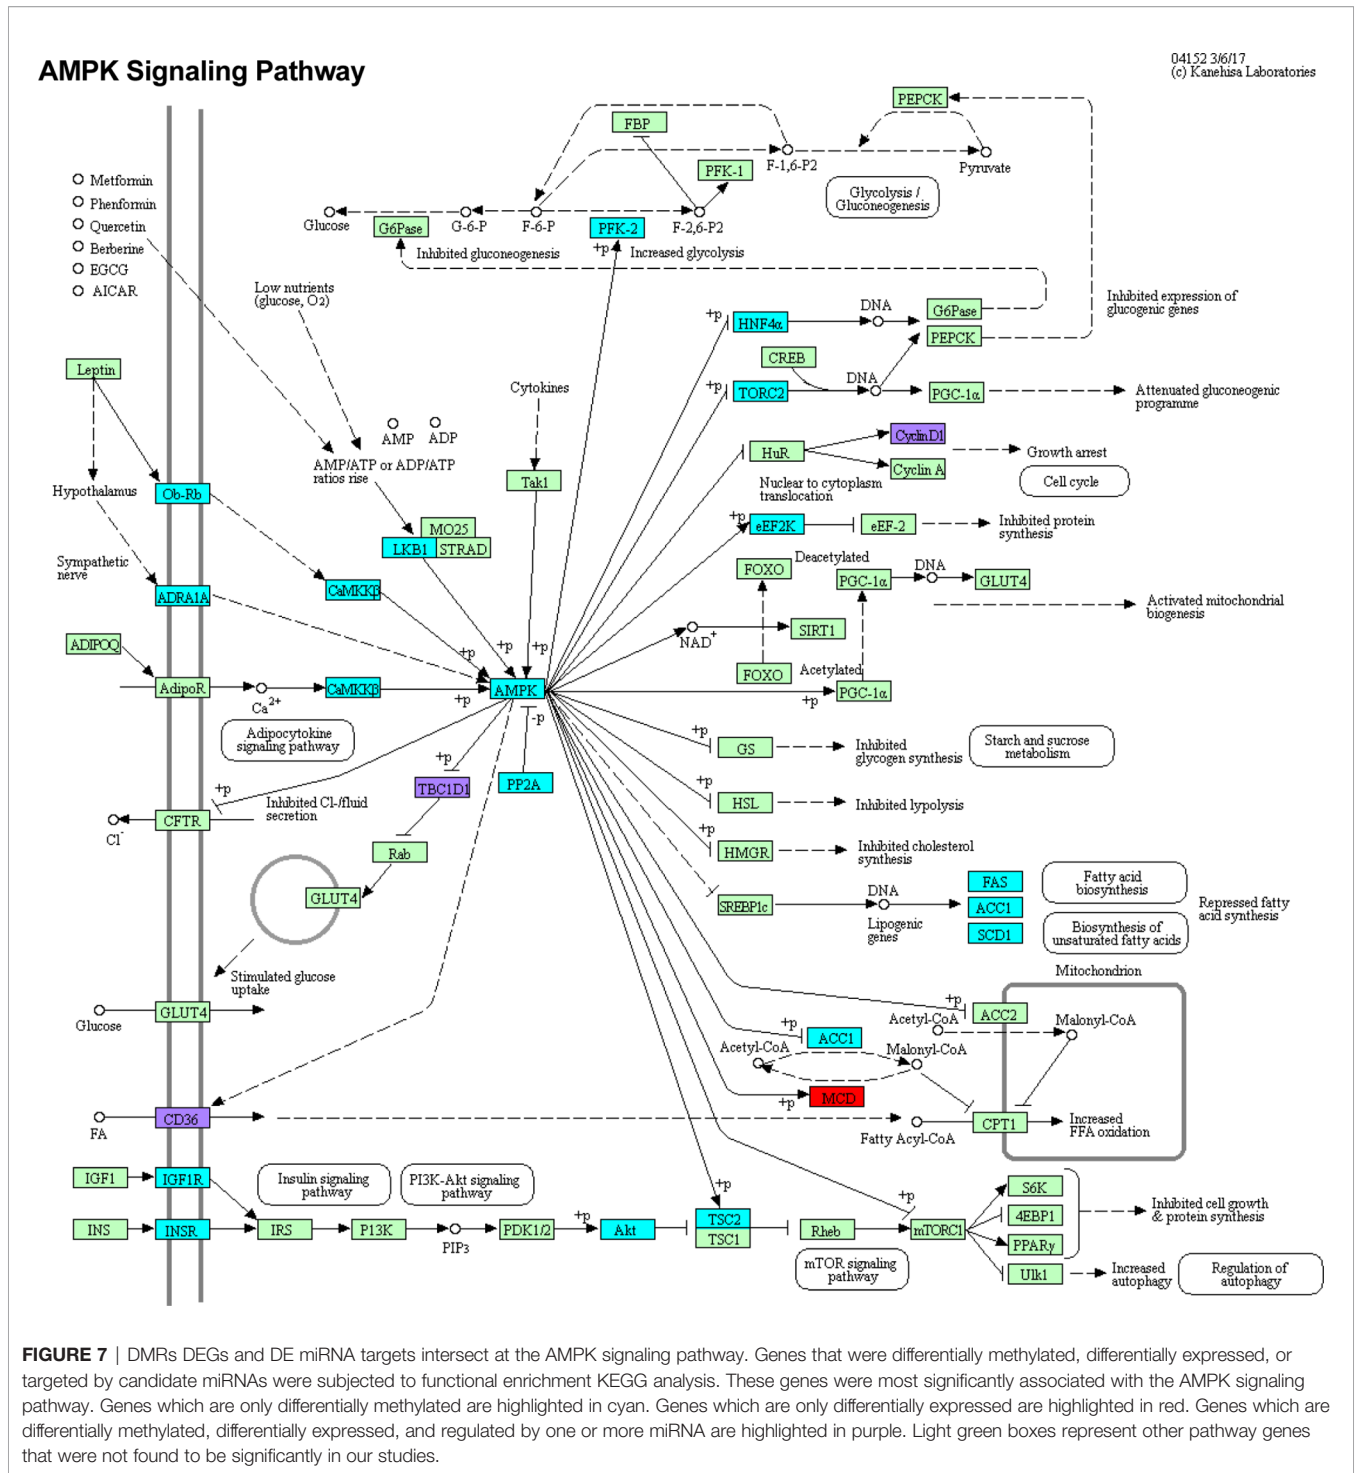 AMPK Signaling Pathway
04152 3/6/17
(c) Kanehisa Laboratories
PEPCK
FBP
F-1,6-P2
Pyruvate
PFK-1
Glycolysis /
Gluconeogenesis
Metformin
Phenformin
Quercetin
Berberine
EGCG
AICAR
Glucose
G6Pase
G-6-P
F-6-P
PFK-2
F-2,6-P2
+p
Inhibited gluconeogenesis
Increased glycolysis
Low nutrients
(glucose, O2)
Inhibited expression of
glucogenic genes
+p
HNF4α
DNA
G6Pase
PEPCK
CREB
+p
TORC2
DNA
PGC-1α
Attenuated gluconeogenic
programme
Leptin
Cytokines
AMP
ADP
AMP/ATP or ADP/ATP
ratios rise
Tak1
HuR
CyclinD1
Cyclin A
Growth arrest
Cell cycle
Nuclear to cytoplasm
translocation
Hypothalamus
Ob-Rb
MO25
LKB1
STRAD
+p
eEF2K
eEF-2
Inhibited protein
synthesis
Sympathetic
nerve
ADRA1A
CaMKKβ
Deacetylated
FOXO
PGC-1α
DNA
GLUT4
Activated mitochondrial
biogenesis
NAD+
SIRT1
Acetylated
FOXO
PGC-1α
+p
ADIPOQ
AdipoR
Ca2+
CaMKKβ
+p
+p
+p
+p
AMPK
-p
Adipocytokine
signaling pathway
+p
GS
Inhibited
glycogen synthesis
Starch and sucrose
metabolism
+p
TBC1D1
PP2A
+p
HSL
Inhibited lypolysis
+p
Inhibited Cl-/fluid
secretion
Cl-
CFTR
Rab
+p
HMGR
Inhibited cholesterol
synthesis
GLUT4
SREBP1c
DNA
Lipogenic
genes
FAS
ACC1
SCD1
Fatty acid
biosynthesis
Biosynthesis of
unsaturated fatty acids
Repressed fatty
acid synthesis
Stimulated glucose
uptake
Glucose
GLUT4
Mitochondrion
+p
ACC2
Acetyl-CoA
Malonyl-CoA
+p
ACC1
Acetyl-CoA
Malonyl-CoA
MCD
+p
FA
CD36
Fatty Acyl-CoA
CPT1
Increased
FFA oxidation
IGF1
IGF1R
Insulin signaling
pathway
PI3K-Akt signaling
pathway
INS
INSR
IRS
P13K
PIP3
PDK1/2
+p
Akt
+p
TSC2
TSC1
Rheb
+p
mTORC1
mTOR signaling
pathway
S6K
4EBP1
PPARγ
Ulk1
Inhibited cell growth
& protein synthesis
Increased
autophagy
Regulation of
autophagy
FIGURE 7 | DMRs DEGs and DE miRNA targets intersect at the AMPK signaling pathway. Genes that were differentially methylated, differentially expressed, or
targeted by candidate miRNAs were subjected to functional enrichment KEGG analysis. These genes were most significantly associated with the AMPK signaling
pathway. Genes which are only differentially methylated are highlighted in cyan. Genes which are only differentially expressed are highlighted in red. Genes which are
differentially methylated, differentially expressed, and regulated by one or more miRNA are highlighted in purple. Light green boxes represent other pathway genes
that were not found to be significantly in our studies.